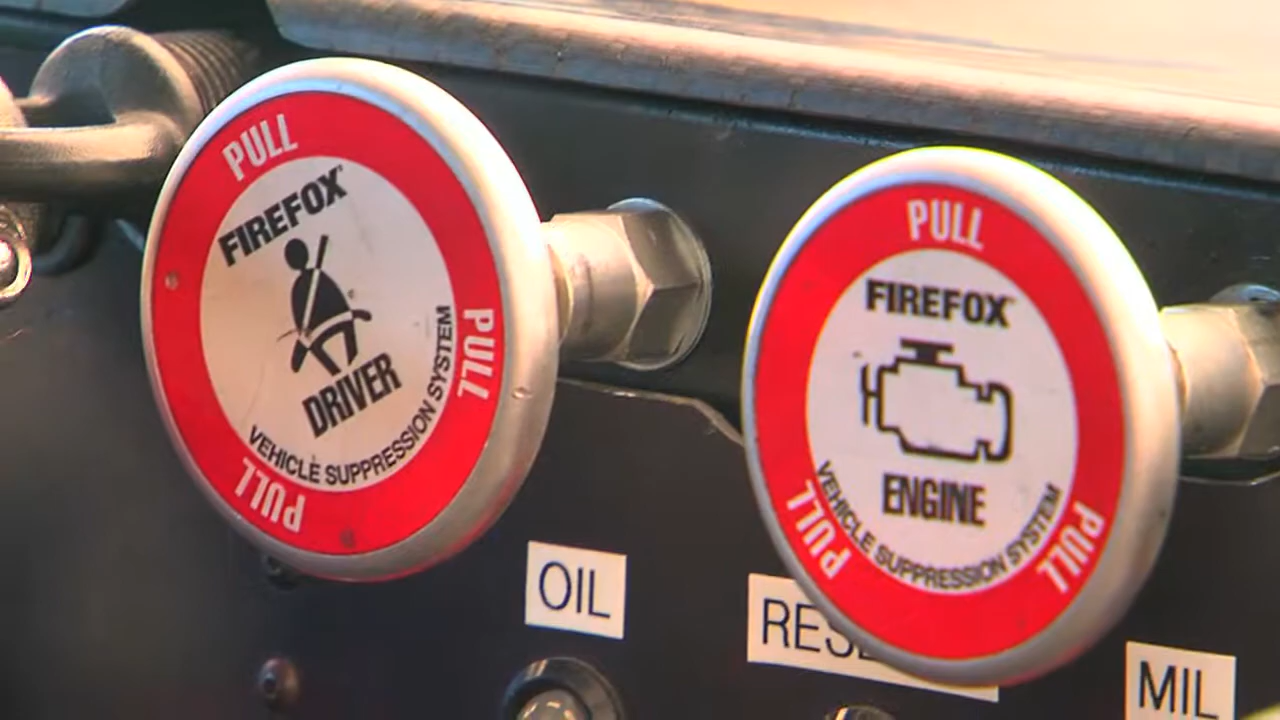 PULL
FIREFOX
DRIVER
VEHICLE SUPPRESSION SYSTEM
PULL
PULL
PULL
FIREFOX
ENGINE
VEHICLE SUPPRESSION SYSTEM
PULL
PULL
OIL
MIL